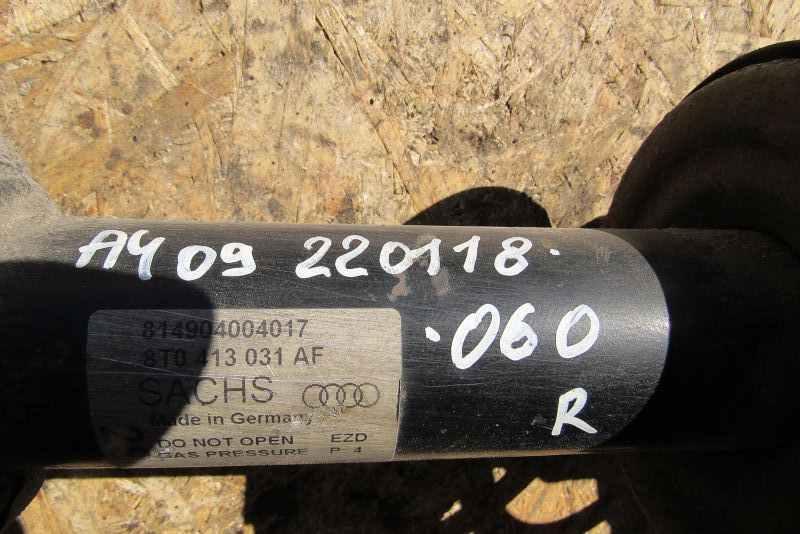 A4 09 220118.
.060
R
814904004017
8T0 413 031 AF
SACHS
Made in Germany
DO NOT OPEN EZD
GAS PRESSURE P 4